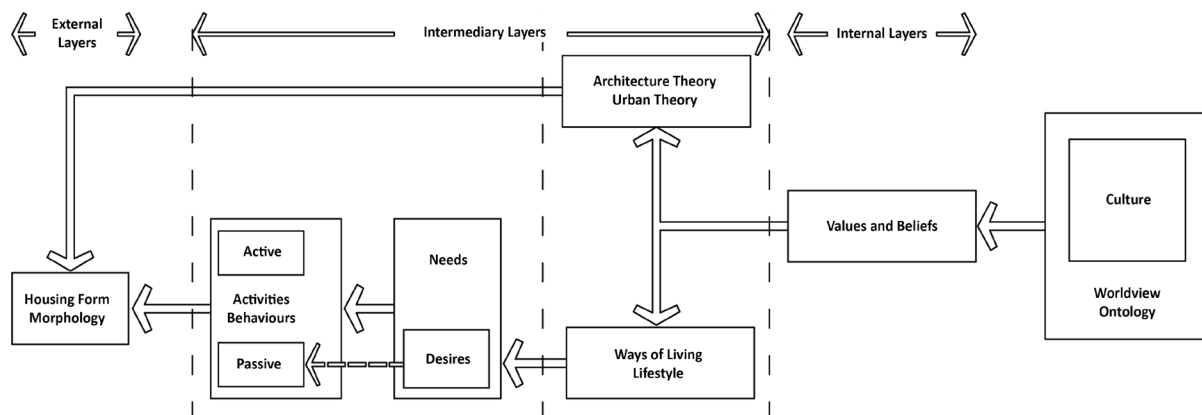 External
Layers
Intermediary Layers
Internal Layers
Architecture Theory
Urban Theory
Culture
Values and Beliefs
Worldview
Ontology
Active
Needs
Housing Form
Morphology
Activities
Behaviours
Passive
Desires
Ways of Living
Lifestyle